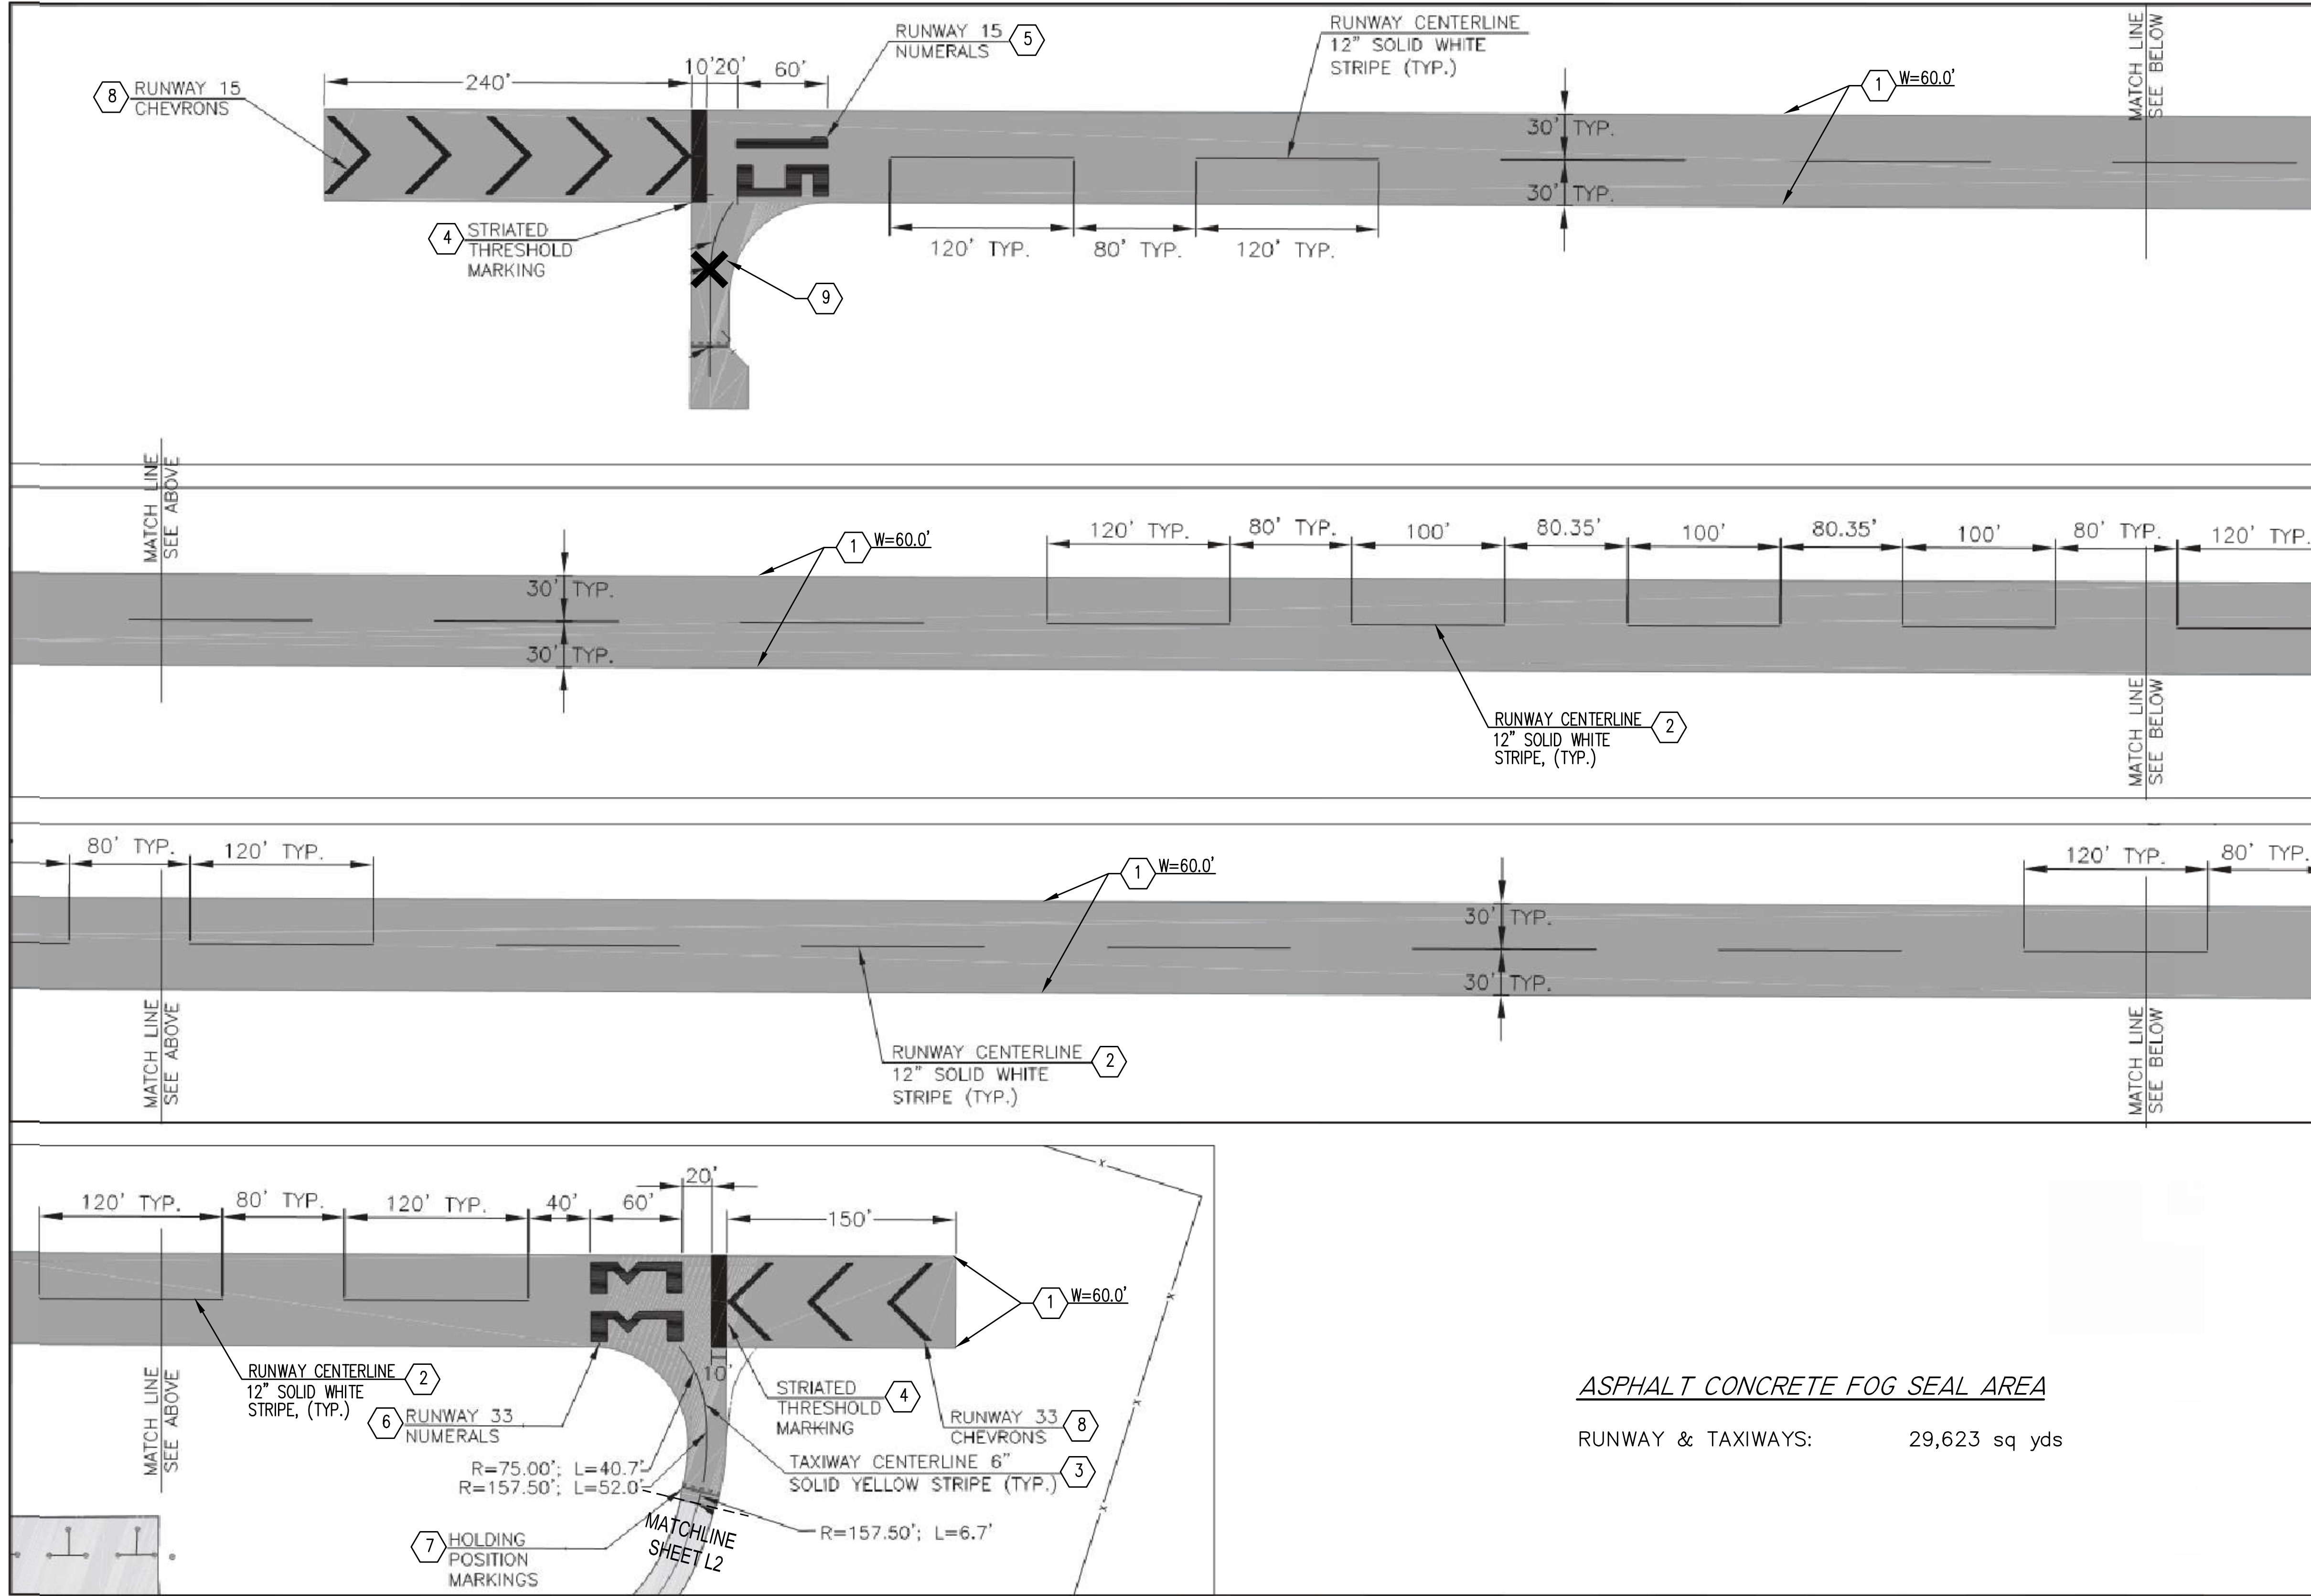 RUNWAY 15
NUMERALS
5
RUNWAY CENTERLINE
12" SOLID WHITE
STRIPE (TYP.)
MATCH LINE
SEE BELOW
8
RUNWAY 15
CHEVRONS
240'
10'
20'
60'
1
W=60.0'
30' TYP.
30' TYP.
4
STRIATED
THRESHOLD
MARKING
120' TYP.
80' TYP.
120' TYP.
9
MATCH LINE
SEE ABOVE
1
W=60.0'
120' TYP.
80' TYP.
100'
80.35'
100'
80.35'
100'
80' TYP.
120' TYP.
30' TYP.
30' TYP.
RUNWAY CENTERLINE
12" SOLID WHITE
STRIPE, (TYP.)
2
MATCH LINE
SEE BELOW
80' TYP.
120' TYP.
1
W=60.0'
120' TYP.
80' TYP.
30' TYP.
30' TYP.
MATCH LINE
SEE ABOVE
RUNWAY CENTERLINE
12" SOLID WHITE
STRIPE (TYP.)
2
MATCH LINE
SEE BELOW
120' TYP.
80' TYP.
120' TYP.
40'
60'
20'
150'
1
W=60.0'
10'
MATCH LINE
SEE ABOVE
RUNWAY CENTERLINE
12" SOLID WHITE
STRIPE, (TYP.)
2
6
RUNWAY 33
NUMERALS
STRIATED
THRESHOLD
MARKING
4
RUNWAY 33
CHEVRONS
8
R=75.00'; L=40.7'
R=157.50'; L=52.0'
TAXIWAY CENTERLINE 6"
SOLID YELLOW STRIPE (TYP.)
3
R=157.50'; L=6.7'
MATCHLINE
SHEET L2
7
HOLDING
POSITION
MARKINGS
ASPHALT CONCRETE FOG SEAL AREA
RUNWAY & TAXIWAYS: 29,623 sq yds